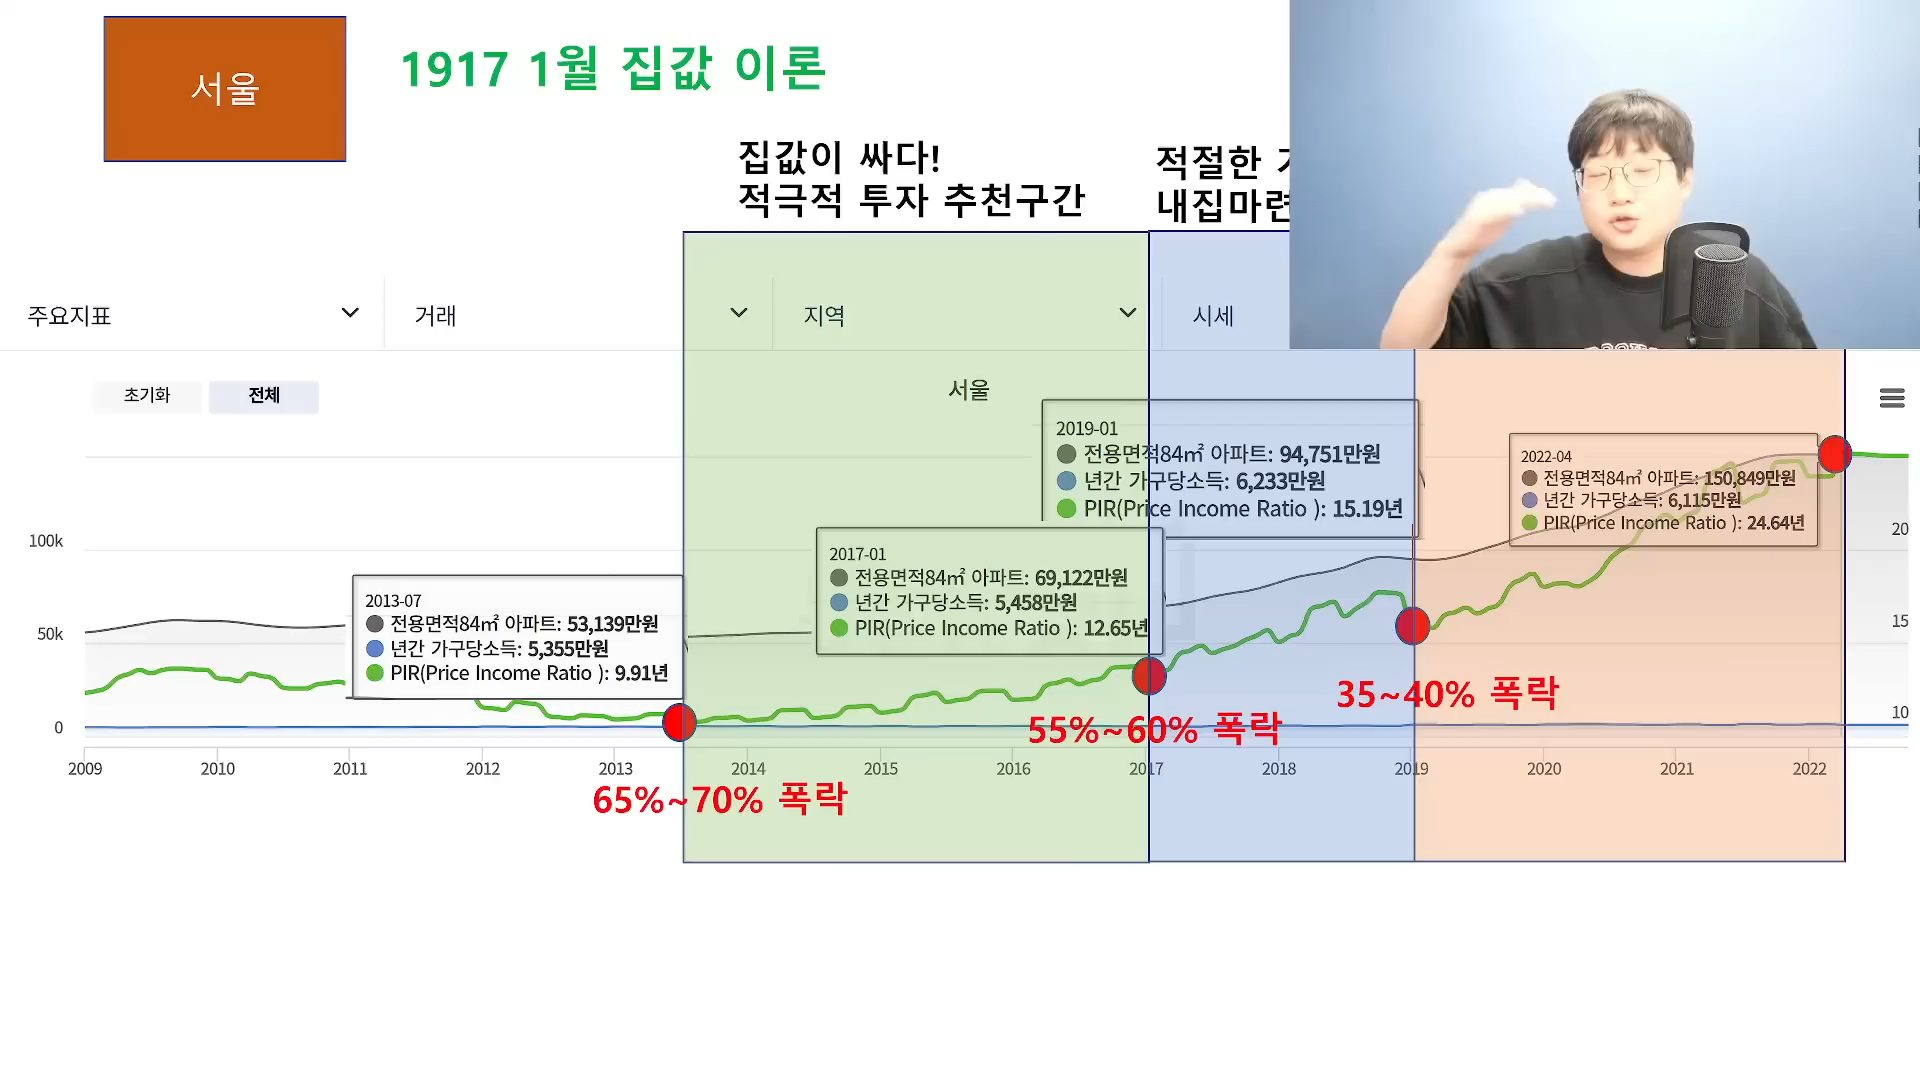 서울
1917 1월 집값 이론
집값이 싸다!
적극적 투자 추천구간
적절한
내집마련
주요지표
거래
지역
시세
초기화
전체
서울
2019-01
전용면적84㎡ 아파트: 94,751만원
년간 가구당소득: 6,233만원
PIR(Price Income Ratio ): 15.19년
2022-04
전용면적84㎡ 아파트: 150,849만원
년간 가구당소득: 6,115만원
PIR(Price Income Ratio ): 24.64년
2017-01
전용면적84㎡ 아파트: 69,122만원
년간 가구당소득: 5,458만원
PIR(Price Income Ratio ): 12.65년
2013-07
전용면적84㎡ 아파트: 53,139만원
년간 가구당소득: 5,355만원
PIR(Price Income Ratio ): 9.91년
100k
50k
0
20
15
10
35~40% 폭락
55%~60% 폭락
2009 2010 2011 2012 2013 2014 2015 2016 2017 2018 2019 2020 2021 2022
65%~70% 폭락